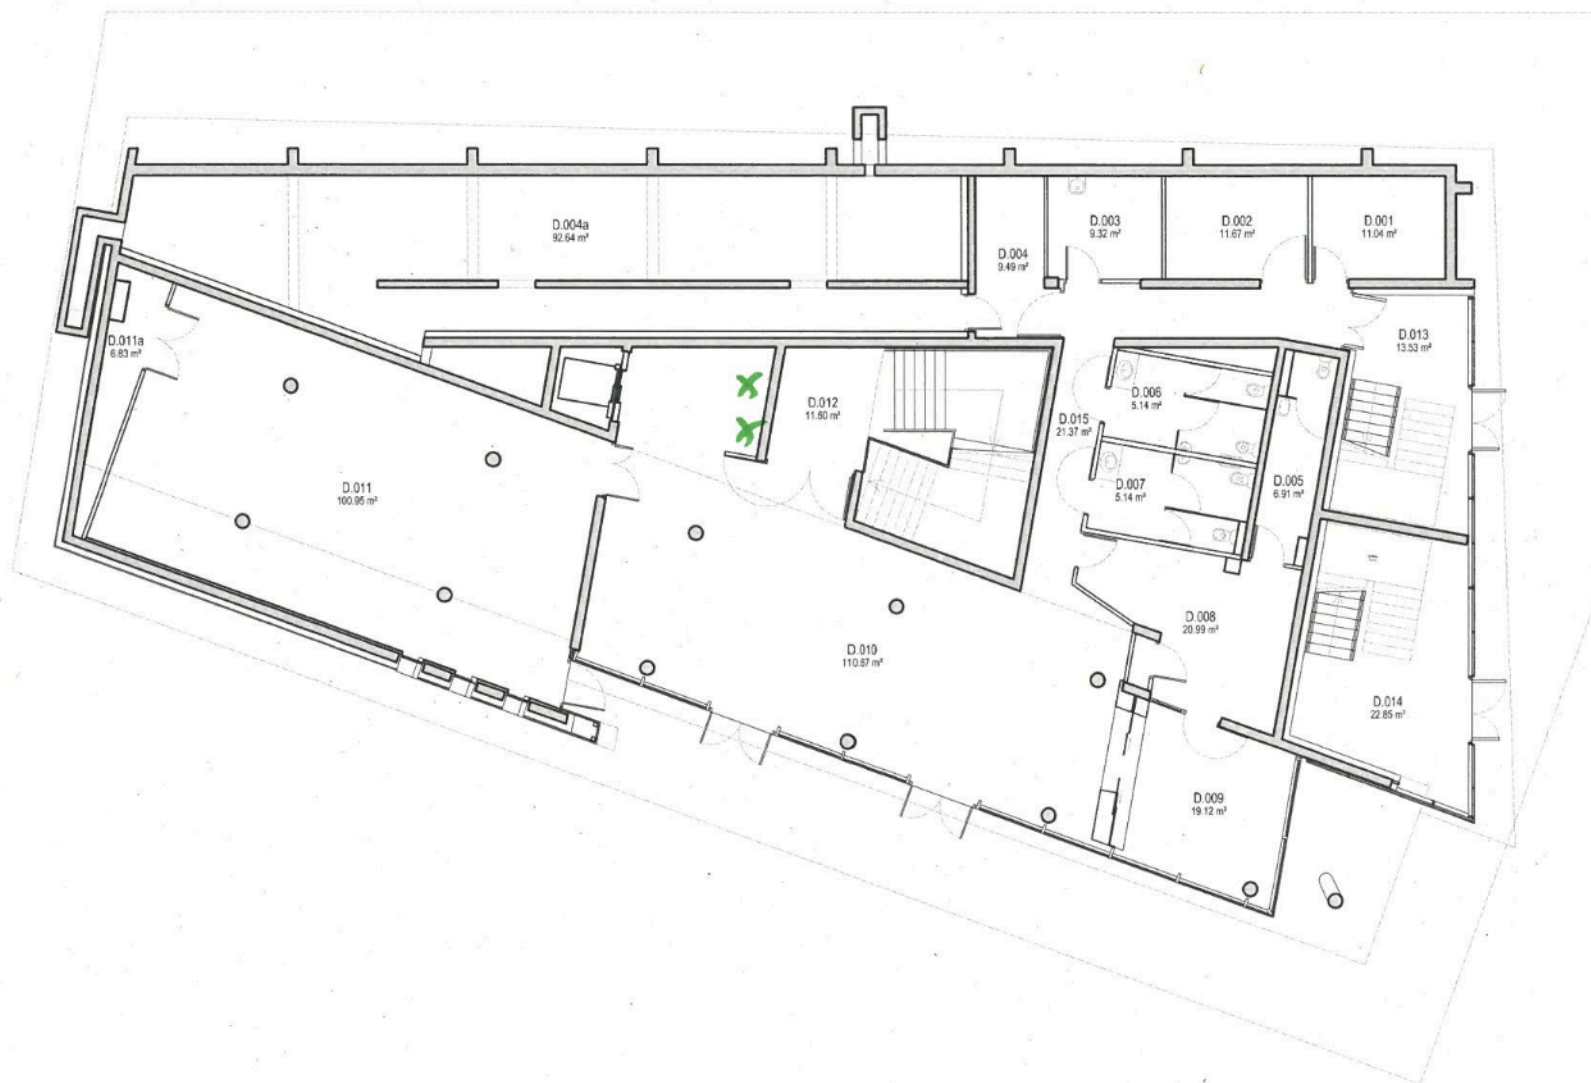 D.004a
92.64 m²
D.004
9.49 m²
D.003
9.32 m²
D.002
11.67 m²
D.001
11.04 m²
D.013
13.53 m²
D.011a
6.83 m²
D.012
11.60 m²
D.006
5.14 m²
D.015
21.37 m²
D.007
5.14 m²
D.005
6.91 m²
D.011
100.95 m²
D.008
20.99 m²
D.010
110.67 m²
D.014
22.85 m²
D.009
19.12 m²